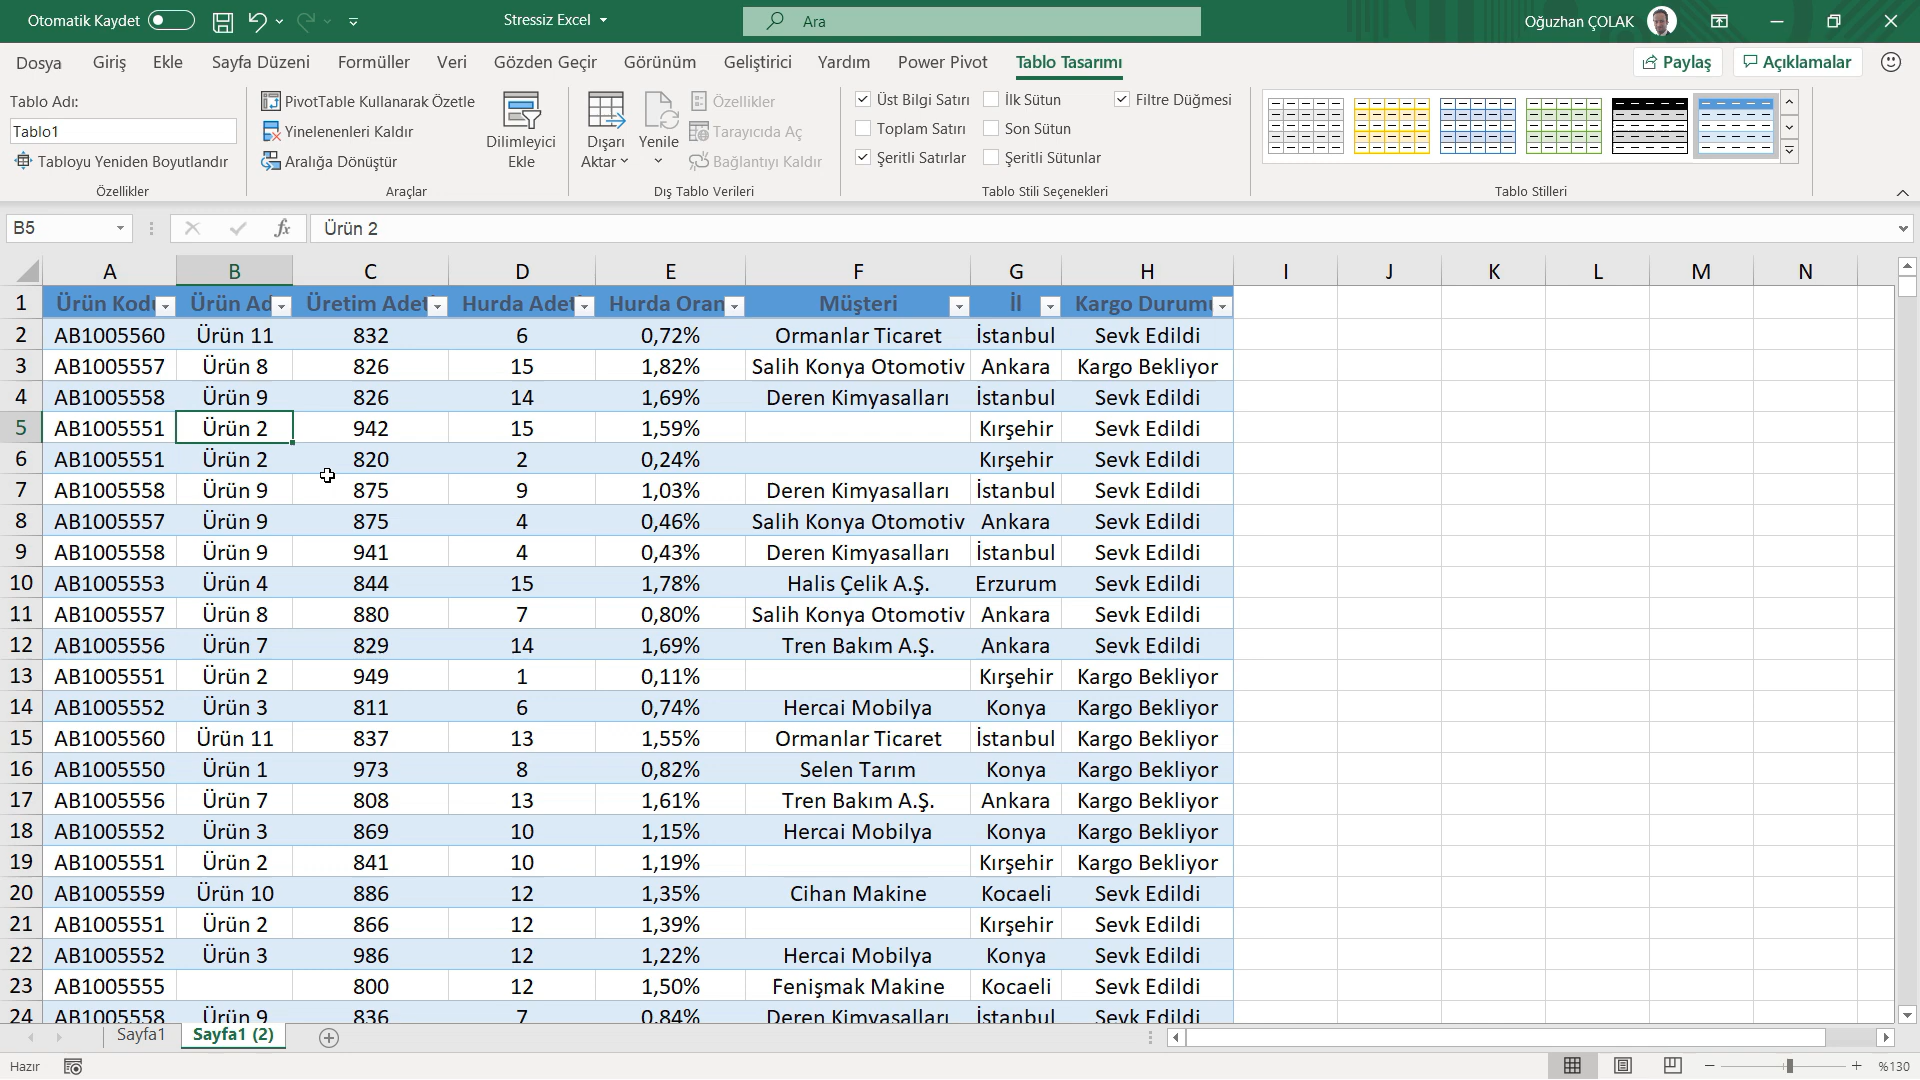 Otomatik Kaydet Stressiz Excel Ara Oğuzhan ÇOLAK
Dosya Giriş Ekle Sayfa Düzeni Formüller Veri Gözden Geçir Görünüm Geliştirici Yardım Power Pivot Tablo Tasarımı Paylaş Açıklamalar
Tablo Adı:
Tablo1
Tabloyu Yeniden Boyutlandır
Özellikler
PivotTable Kullanarak Özetle
Yinelenenleri Kaldır
Aralığa Dönüştür
Dilimleyici
Ekle
Araçlar
Dışarı
Aktar
Yenile
Özellikler
Tarayıcıda Aç
Bağlantıyı Kaldır
Dış Tablo Verileri
Üst Bilgi Satırı İlk Sütun Filtre Düğmesi
Toplam Satırı Son Sütun
Şeritli Satırlar Şeritli Sütunlar
Tablo Stili Seçenekleri
Tablo Stilleri
B5 fx Ürün 2
A B C D E F G H I J K L M N
1 Ürün Kodu Ürün Ad Üretim Adet Hurda Adet Hurda Oran Müşteri İl Kargo Durumu
2 AB1005560 Ürün 11 832 6 0,72% Ormanlar Ticaret İstanbul Sevk Edildi
3 AB1005557 Ürün 8 826 15 1,82% Salih Konya Otomotiv Ankara Kargo Bekliyor
4 AB1005558 Ürün 9 826 14 1,69% Deren Kimyasalları İstanbul Sevk Edildi
5 AB1005551 Ürün 2 942 15 1,59% Kırşehir Sevk Edildi
6 AB1005551 Ürün 2 820 2 0,24% Kırşehir Sevk Edildi
7 AB1005558 Ürün 9 875 9 1,03% Deren Kimyasalları İstanbul Sevk Edildi
8 AB1005557 Ürün 9 875 4 0,46% Salih Konya Otomotiv Ankara Sevk Edildi
9 AB1005558 Ürün 9 941 4 0,43% Deren Kimyasalları İstanbul Sevk Edildi
10 AB1005553 Ürün 4 844 15 1,78% Halis Çelik A.Ş. Erzurum Sevk Edildi
11 AB1005557 Ürün 8 880 7 0,80% Salih Konya Otomotiv Ankara Sevk Edildi
12 AB1005556 Ürün 7 829 14 1,69% Tren Bakım A.Ş. Ankara Sevk Edildi
13 AB1005551 Ürün 2 949 1 0,11% Kırşehir Kargo Bekliyor
14 AB1005552 Ürün 3 811 6 0,74% Hercai Mobilya Konya Kargo Bekliyor
15 AB1005560 Ürün 11 837 13 1,55% Ormanlar Ticaret İstanbul Kargo Bekliyor
16 AB1005550 Ürün 1 973 8 0,82% Selen Tarım Konya Kargo Bekliyor
17 AB1005556 Ürün 7 808 13 1,61% Tren Bakım A.Ş. Ankara Kargo Bekliyor
18 AB1005552 Ürün 3 869 10 1,15% Hercai Mobilya Konya Kargo Bekliyor
19 AB1005551 Ürün 2 841 10 1,19% Kırşehir Kargo Bekliyor
20 AB1005559 Ürün 10 886 12 1,35% Cihan Makine Kocaeli Sevk Edildi
21 AB1005551 Ürün 2 866 12 1,39% Kırşehir Sevk Edildi
22 AB1005552 Ürün 3 986 12 1,22% Hercai Mobilya Konya Sevk Edildi
23 AB1005555 800 12 1,50% Fenişmak Makine Kocaeli Sevk Edildi
24 AB1005558 Ürün 9 836 7 0,84% Deren Kimyasalları İstanbul Sevk Edildi
Sayfa1 Sayfa1 (2)
Hazır %130